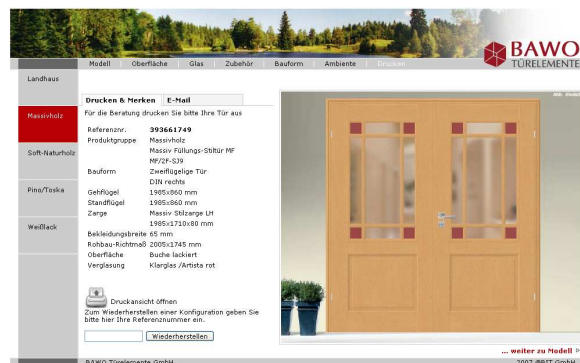 BAWO
TÜRELEMENTE
Modell Oberfläche Glas Zubehör Bauform Ambiente Drucken
Landhaus
Massivholz
Soft-Naturholz
Pino/Toska
Weißlack
Drucken & Merken E-Mail
Für die Beratung drucken Sie bitte Ihre Tür aus
Referenznr. 393661749
Produktgruppe Massivholz
Massiv Füllungs-Stiltür MF
MF/2F-SJ9
Bauform Zweiflügelige Tür
DIN rechts
Gehflügel 1985x860 mm
Standflügel 1985x860 mm
Zarge Massiv Stilzarge LH
1985x1710x80 mm
Bekleidungsbreite 65 mm
Rohbau-Richtmaß 2005x1745 mm
Oberfläche Buche lackiert
Verglasung Klarglas /Artista rot
Druckansicht öffnen
Zum Wiederherstellen einer Konfiguration geben Sie
bitte hier Ihre Referenznummer ein.
Wiederherstellen
... weiter zu Modell
BAWO Türelemente GmbH